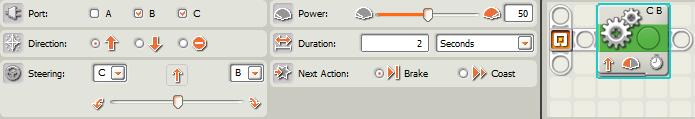 Port: A B C
Power: 50
C B
Direction:
Duration: 2 Seconds
Steering: C B
Next Action: Brake Coast